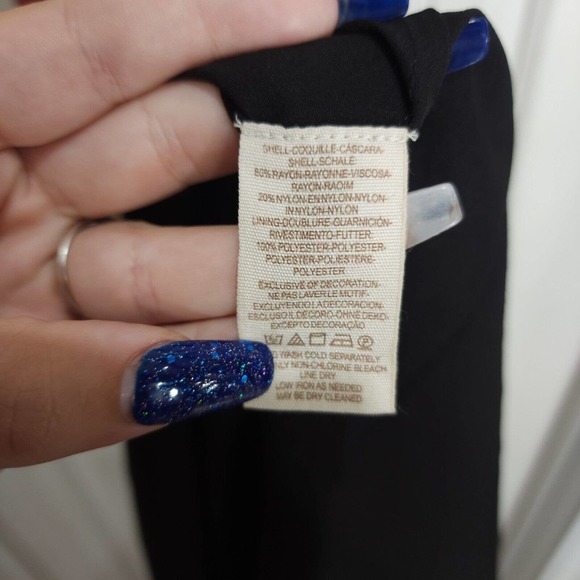 SHELL-COQUILLE-CÁSCARA-
SHELL-SCHALE:
80% RAYON-RAYONNE-VISCOSA-
RAYON-RAOIM
20% NYLON-EN NYLON-NYLON-
IN NYLON-NYLON
LINING-DOUBLURE-GUARNICIÓN-
RIVESTIMENTO-FUTTER:
100% POLYESTER-POLYESTER-
POLYESTER-POLIESTERE-
POLYESTER
EXCLUSIVE OF DECORATION-
NE PAS LAVER LE MOTIF-
EXCLUYENDO LA DECORACION-
ESCLUSO IL DECORO-OHNE DEKO-
EXCEPTO DECORAÇÃO
WASH COLD SEPARATELY
ONLY NON-CHLORINE BLEACH
LINE DRY
LOW IRON AS NEEDED
MAY BE DRY CLEANED